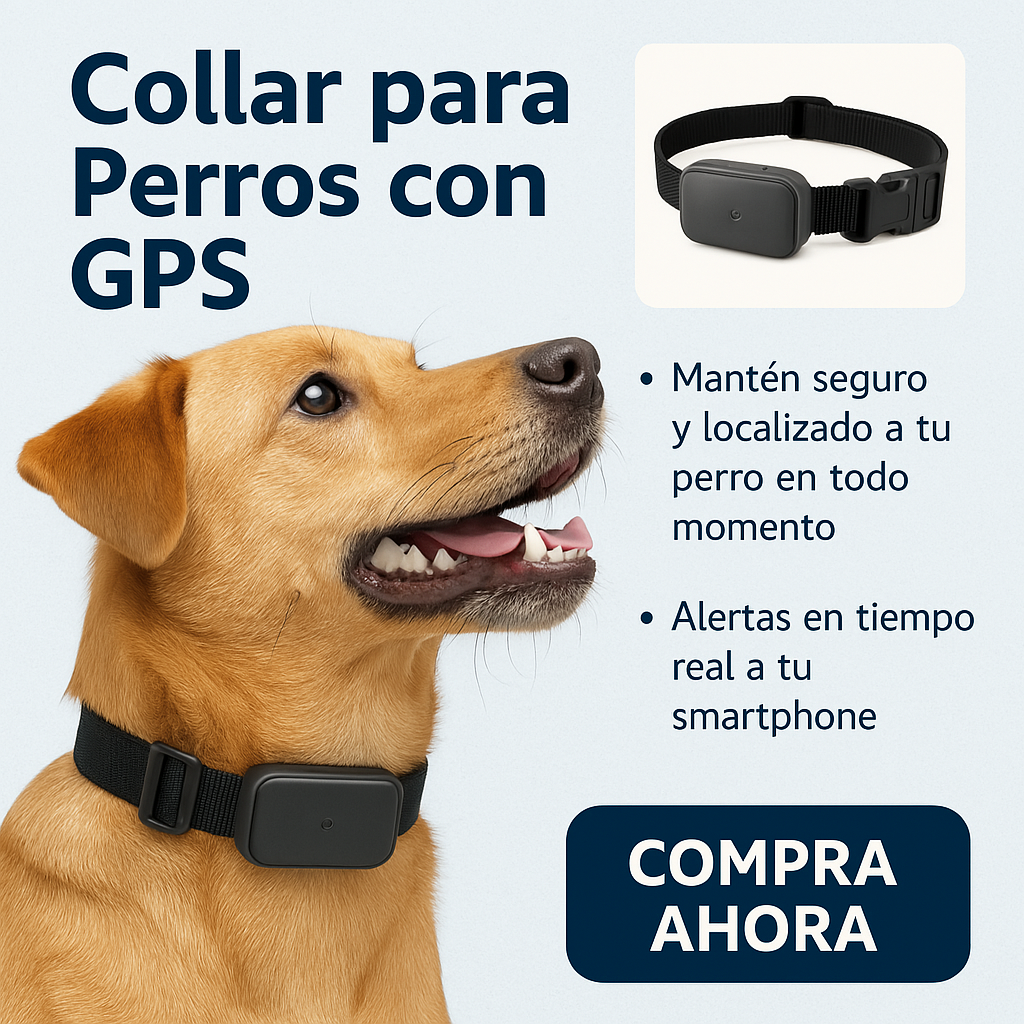 Collar para
Perros con
GPS
• Mantén seguro
y localizado a tu
perro en todo
momento
• Alertas en tiempo
real a tu
smartphone
COMPRA
AHORA